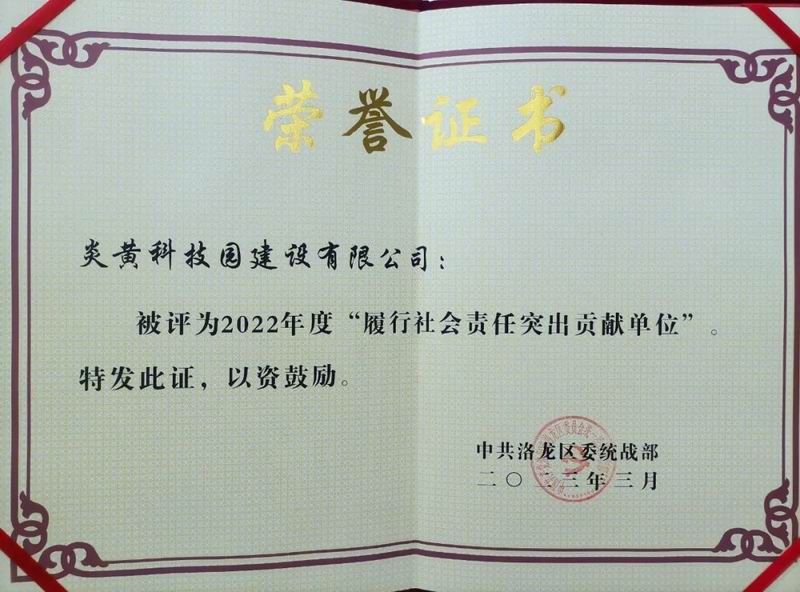 荣誉证书
炎黄科技园建设有限公司：
被评为2022年度“履行社会责任突出贡献单位”。
特发此证，以资鼓励。
中共洛龙区委统战部
二〇二三年三月